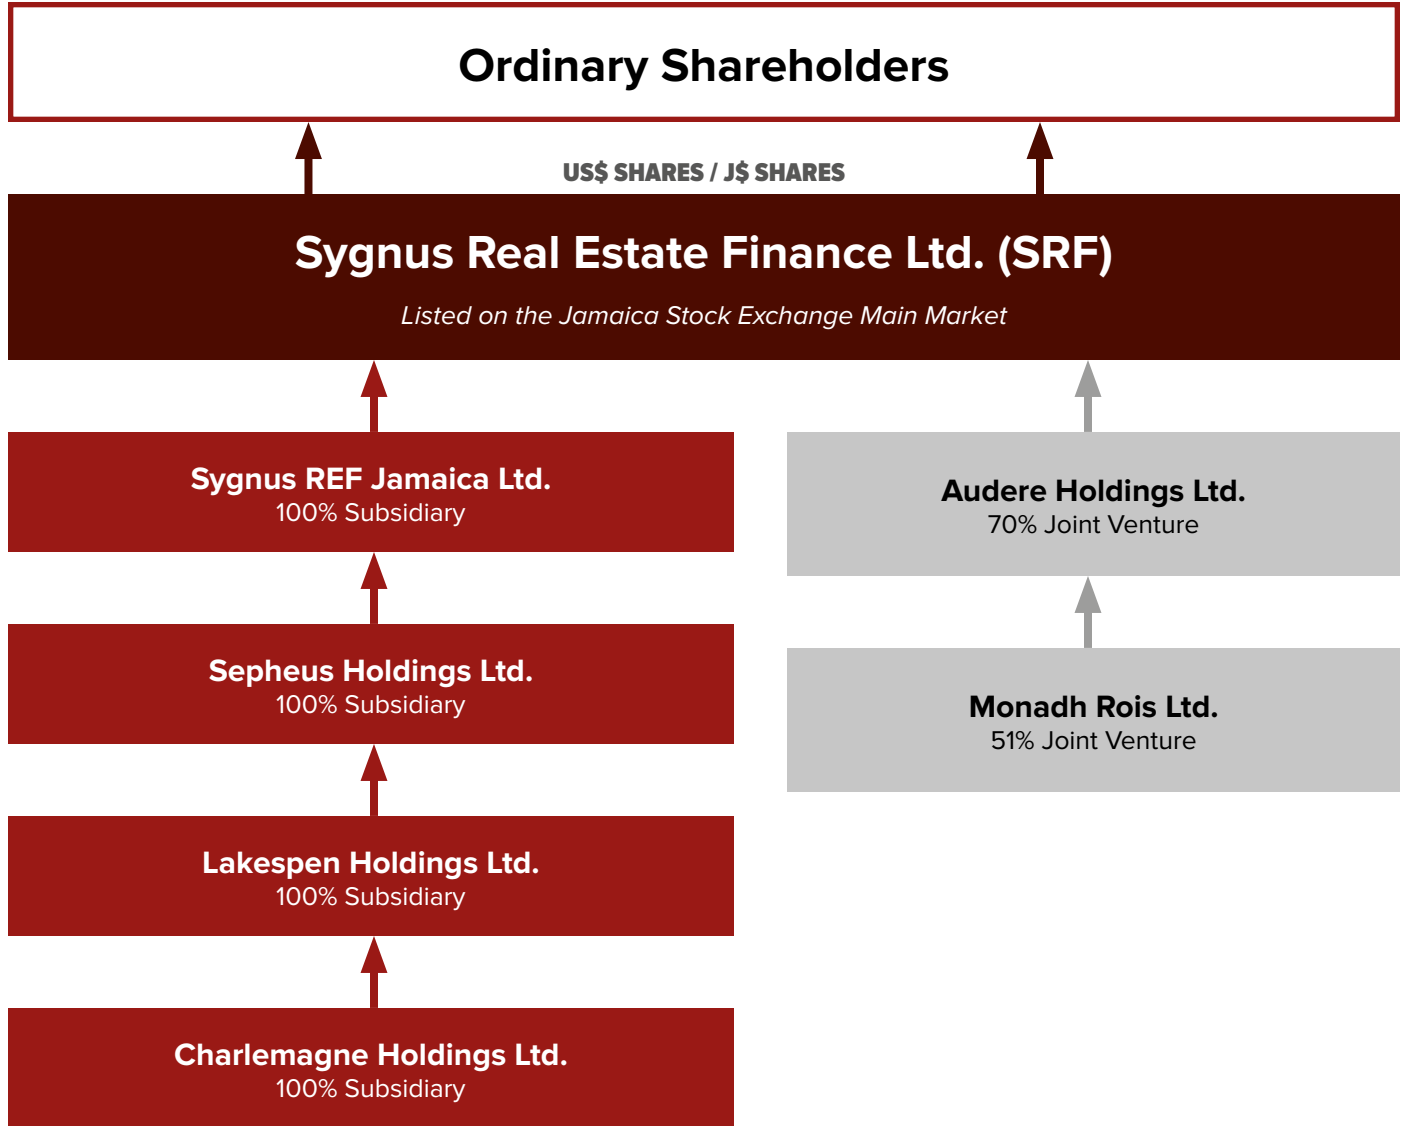 Ordinary Shareholders
US$ SHARES / J$ SHARES
Sygnus Real Estate Finance Ltd. (SRF)
Listed on the Jamaica Stock Exchange Main Market
Sygnus REF Jamaica Ltd.
100% Subsidiary
Sepheus Holdings Ltd.
100% Subsidiary
Lakespen Holdings Ltd.
100% Subsidiary
Charlemagne Holdings Ltd.
100% Subsidiary
Audere Holdings Ltd.
70% Joint Venture
Monadh Rois Ltd.
51% Joint Venture